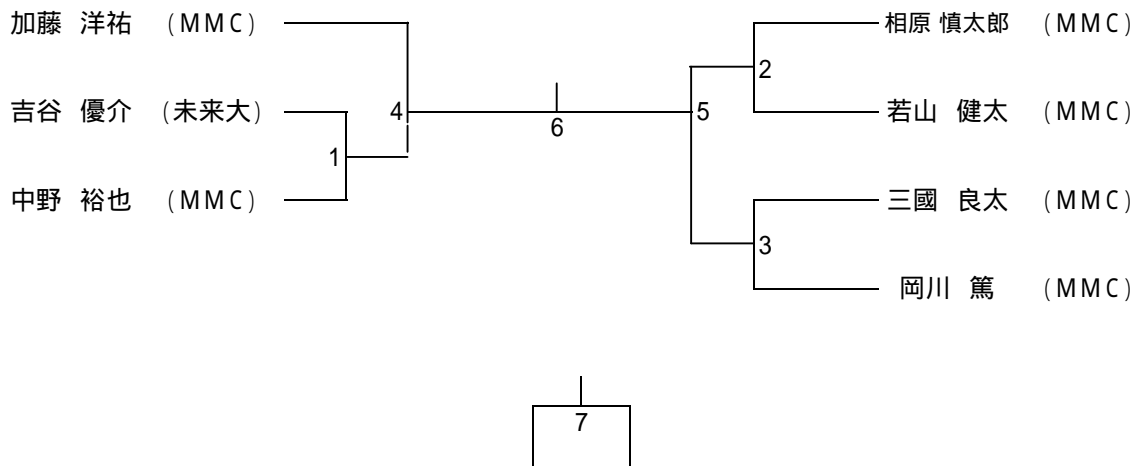 加藤 洋祐 (MMC)
吉谷 優介 (未来大)
中野 裕也 (MMC)
1
4
6
5
2
3
相原 慎太郎 (MMC)
若山 健太 (MMC)
三國 良太 (MMC)
岡川 篤 (MMC)
7